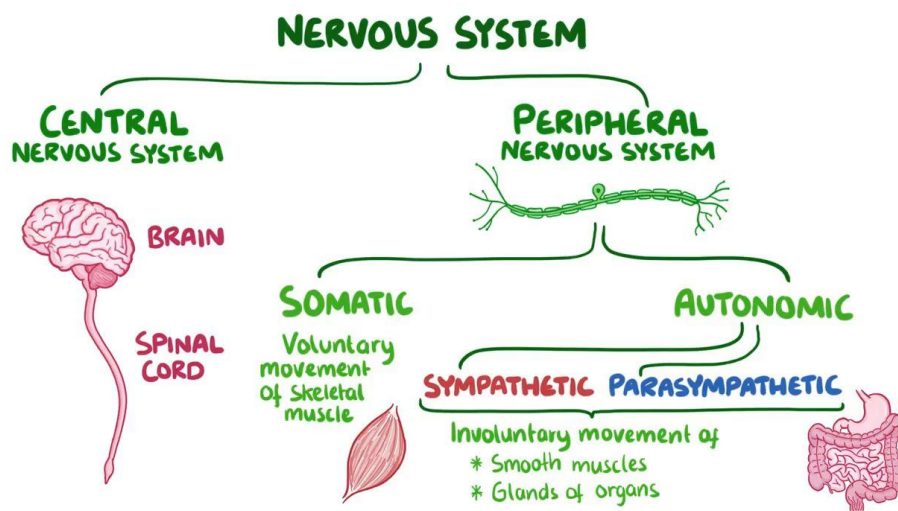 NERVOUS SYSTEM
CENTRAL
NERVOUS SYSTEM
BRAIN
SPINAL
CORD
PERIPHERAL
NERVOUS SYSTEM
SOMATIC
Voluntary
movement
of skeletal
muscle
AUTONOMIC
SYMPATHETIC PARASYMPATHETIC
Involuntary movement of
* Smooth muscles
* Glands of organs